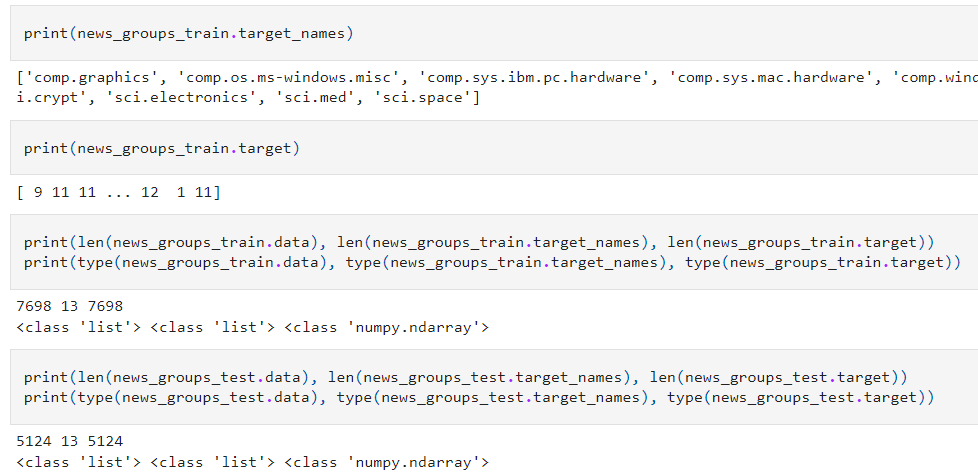 print(news_groups_train.target_names)
['comp.graphics', 'comp.os.ms-windows.misc', 'comp.sys.ibm.pc.hardware', 'comp.sys.mac.hardware', 'comp.wind
i.crypt', 'sci.electronics', 'sci.med', 'sci.space']
print(news_groups_train.target)
[ 9 11 11 ... 12  1 11]
print(len(news_groups_train.data), len(news_groups_train.target_names), len(news_groups_train.target))
print(type(news_groups_train.data), type(news_groups_train.target_names), type(news_groups_train.target))
7698 13 7698
<class 'list'> <class 'list'> <class 'numpy.ndarray'>
print(len(news_groups_test.data), len(news_groups_test.target_names), len(news_groups_test.target))
print(type(news_groups_test.data), type(news_groups_test.target_names), type(news_groups_test.target))
5124 13 5124
<class 'list'> <class 'list'> <class 'numpy.ndarray'>